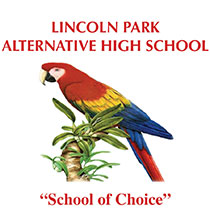 LINCOLN PARK
ALTERNATIVE HIGH SCHOOL
“School of Choice”